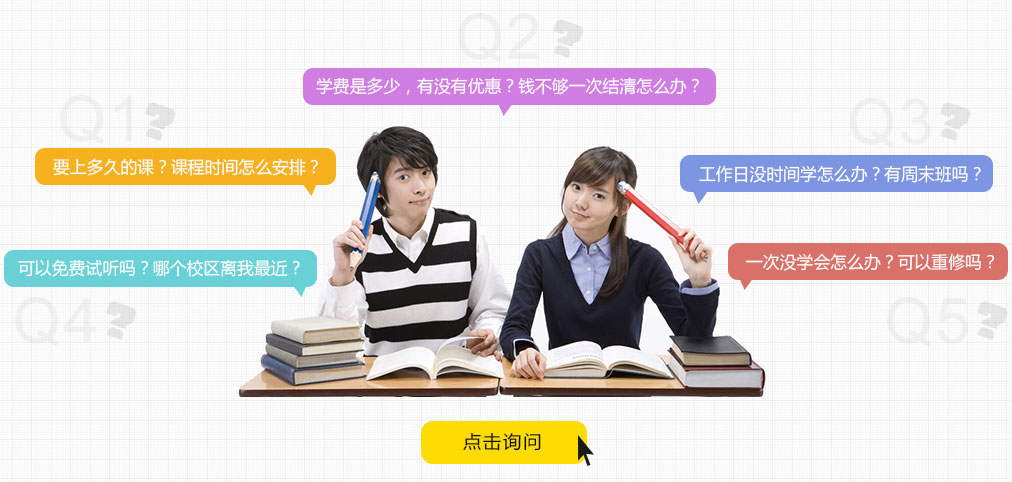 Q2?
学费是多少，有没有优惠？钱不够一次结清怎么办？
Q1?
要上多久的课？课程时间怎么安排？
Q3?
工作日没时间学怎么办？有周末班吗？
可以免费试听吗？哪个校区离我最近？
Q4?
一次没学会怎么办？可以重修吗？
Q5?
点击询问